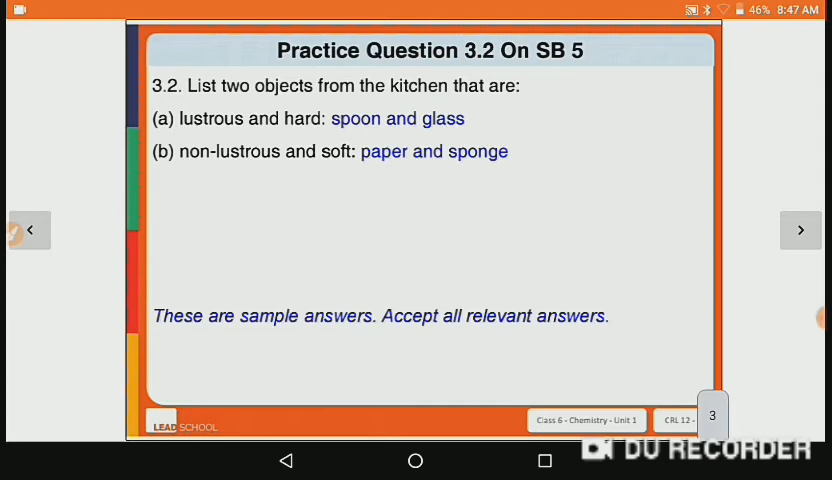 46% 8:47 AM
Practice Question 3.2 On SB 5
3.2. List two objects from the kitchen that are:
(a) lustrous and hard: spoon and glass
(b) non-lustrous and soft: paper and sponge
These are sample answers. Accept all relevant answers.
LEAD SCHOOL
Class 6 - Chemistry - Unit 1
CRL 12 -
3
DU RECORDER